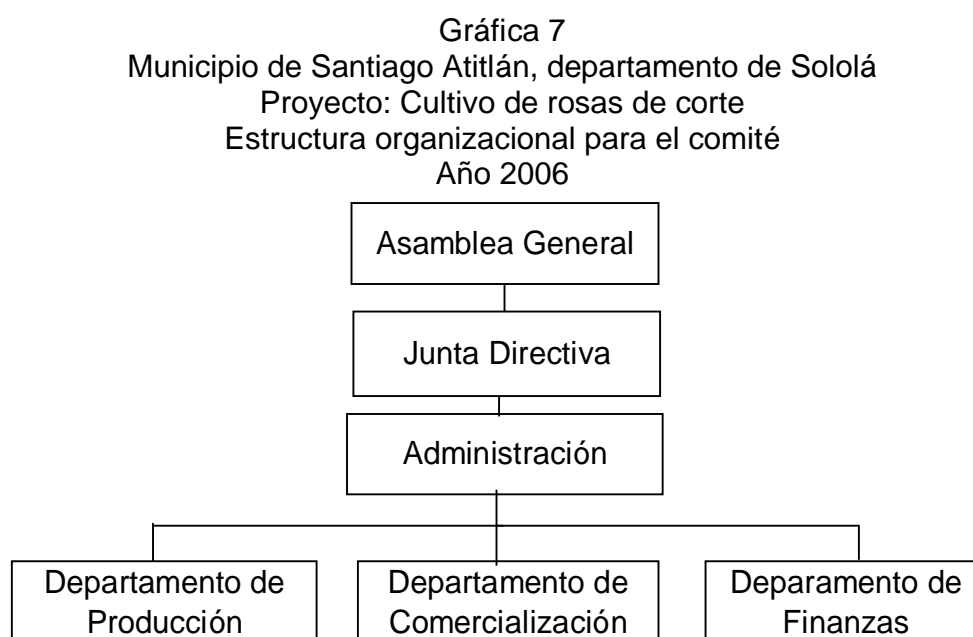 Gráfica 7
Municipio de Santiago Atitlán, departamento de Sololá
Proyecto: Cultivo de rosas de corte
Estructura organizacional para el comité
Año 2006
Asamblea General
Junta Directiva
Administración
Departamento de
Producción
Departamento de
Comercialización
Deparamento de
Finanzas